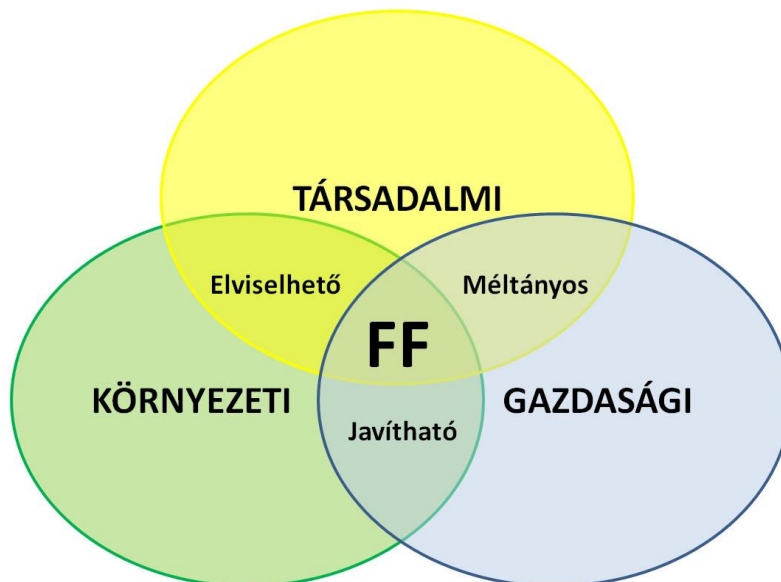 TÁRSADALMI
Elviselhető
Méltányos
FF
KÖRNYEZETI
GAZDASÁGI
Javítható